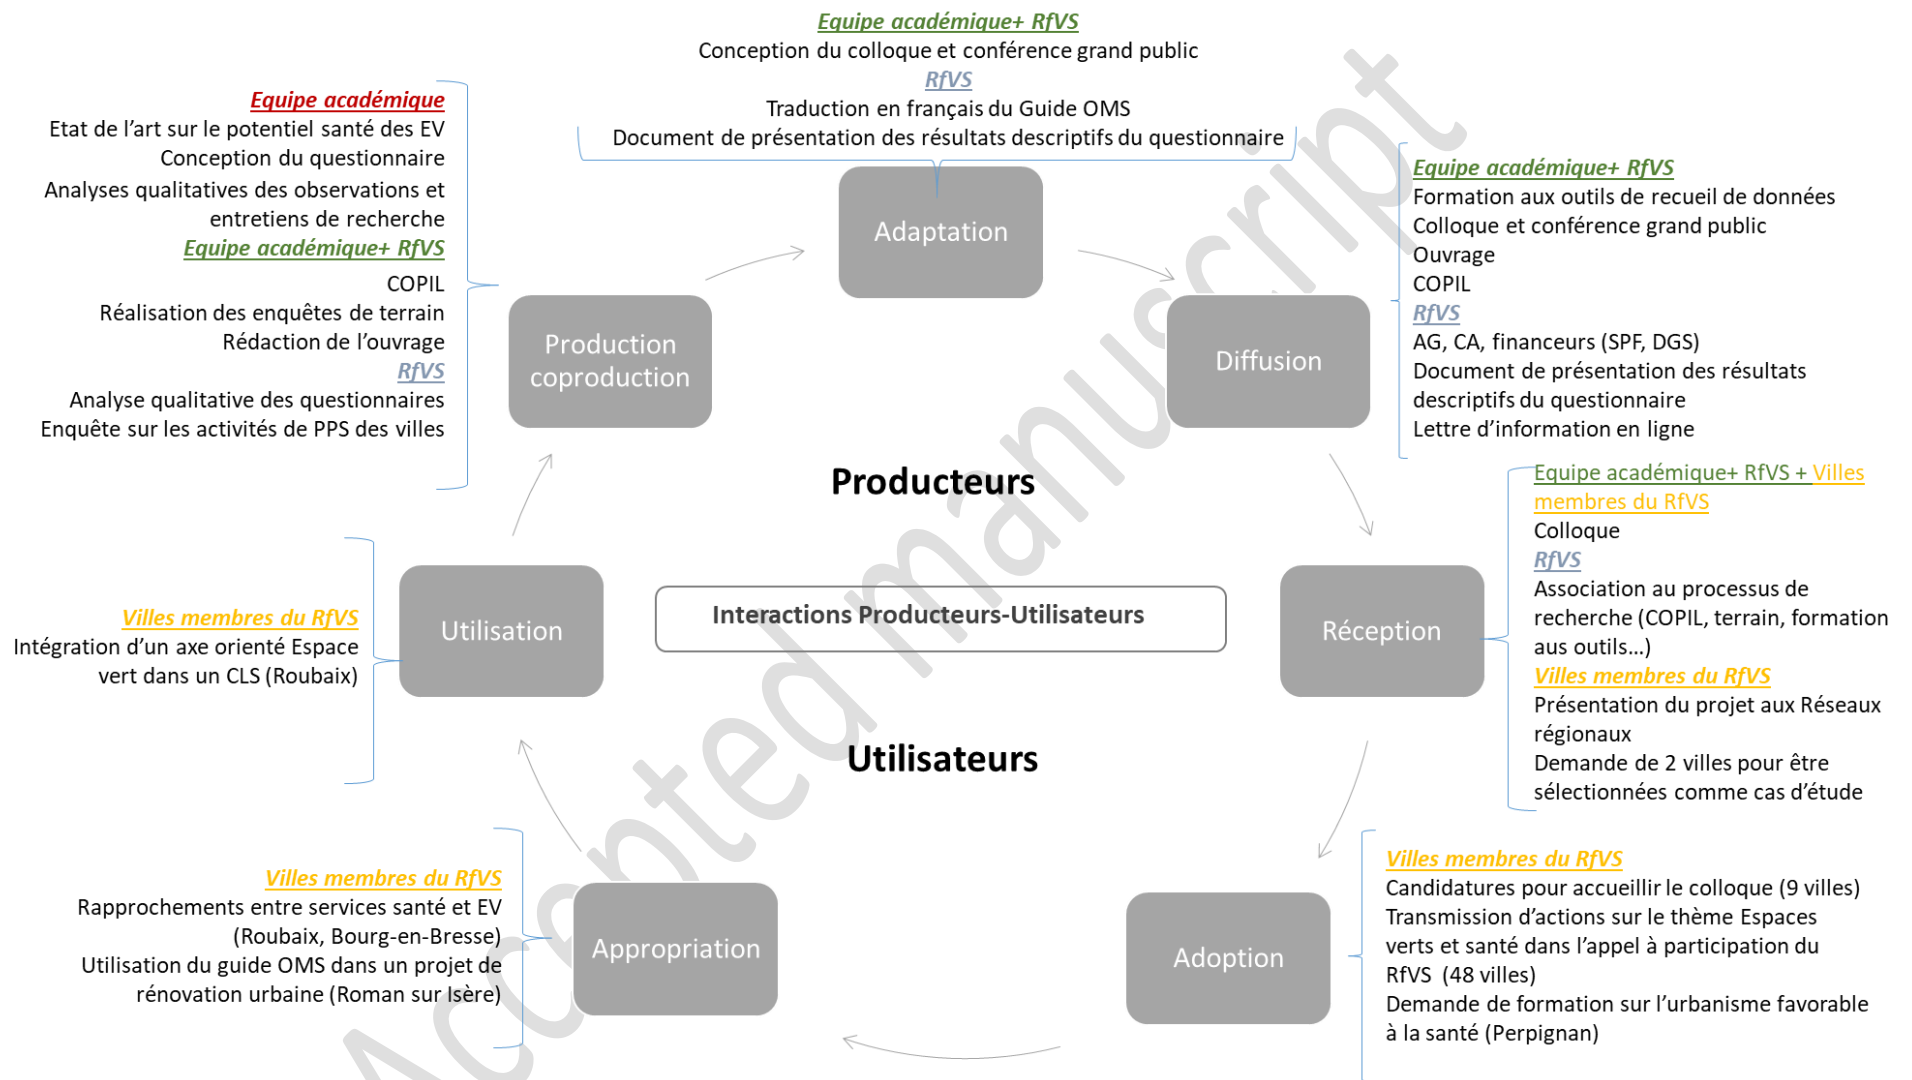 Equipe académique+ RfVS
Conception du colloque et conférence grand public
RfVS
Traduction en français du Guide OMS
Document de présentation des résultats descriptifs du questionnaire
Equipe académique
Etat de l’art sur le potentiel santé des EV
Conception du questionnaire
Analyses qualitatives des observations et
entretiens de recherche
Equipe académique+ RfVS
COPIL
Réalisation des enquêtes de terrain
Rédaction de l’ouvrage
RfVS
Analyse qualitative des questionnaires
Enquête sur les activités de PPS des villes
Adaptation
Production
coproduction
Diffusion
Equipe académique+ RfVS
Formation aux outils de recueil de données
Colloque et conférence grand public
Ouvrage
COPIL
RfVS
AG, CA, financeurs (SPF, DGS)
Document de présentation des résultats
descriptifs du questionnaire
Lettre d’information en ligne
Producteurs
Equipe académique+ RfVS + Villes
membres du RfVS
Colloque
RfVS
Association au processus de
recherche (COPIL, terrain, formation
aus outils…)
Villes membres du RfVS
Présentation du projet aux Réseaux
régionaux
Demande de 2 villes pour être
sélectionnées comme cas d’étude
Réception
Interactions Producteurs-Utilisateurs
Utilisation
Villes membres du RfVS
Intégration d’un axe orienté Espace
vert dans un CLS (Roubaix)
Utilisateurs
Villes membres du RfVS
Rapprochements entre services santé et EV
(Roubaix, Bourg-en-Bresse)
Utilisation du guide OMS dans un projet de
rénovation urbaine (Roman sur Isère)
Appropriation
Adoption
Villes membres du RfVS
Candidatures pour accueillir le colloque (9 villes)
Transmission d’actions sur le thème Espaces
verts et santé dans l’appel à participation du
RfVS (48 villes)
Demande de formation sur l’urbanisme favorable
à la santé (Perpignan)
Accepted manuscript